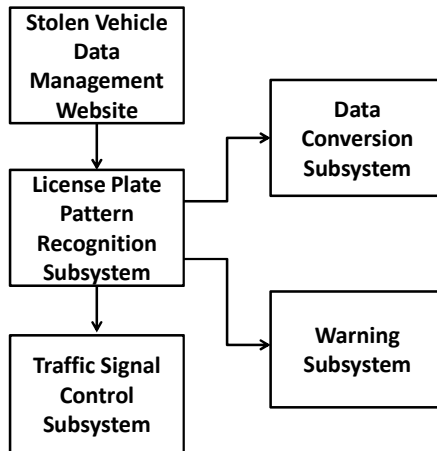 Stolen Vehicle
Data
Management
Website
Data
Conversion
Subsystem
License Plate
Pattern
Recognition
Subsystem
Warning
Subsystem
Traffic Signal
Control
Subsystem